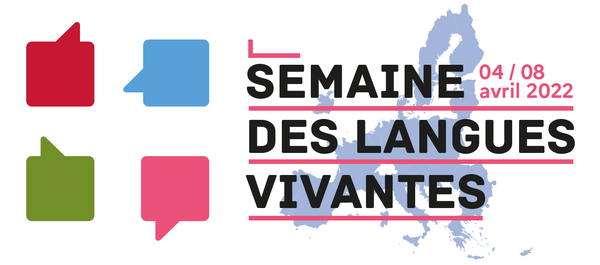 SEMAINE
04 / 08
avril 2022
DES LANGUES
VIVANTES